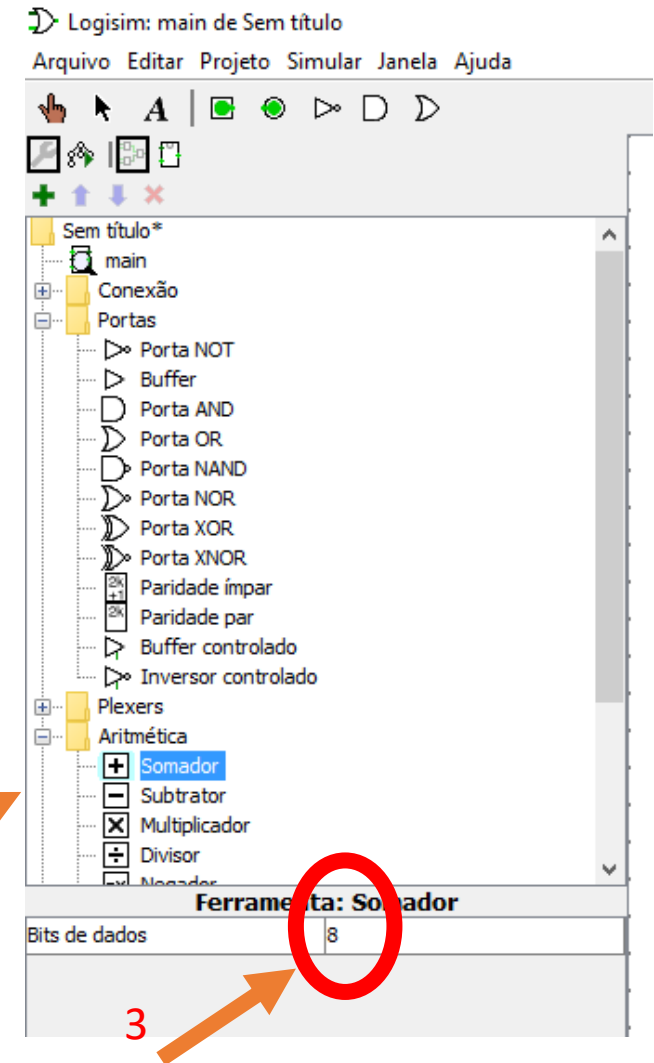 Logisim: main de Sem título
Arquivo Editar Projeto Simular Janela Ajuda
A
Sem título*
main
Conexão
Portas
Porta NOT
Buffer
Porta AND
Porta OR
Porta NAND
Porta NOR
Porta XOR
Porta XNOR
2k+1 Paridade ímpar
2k Paridade par
Buffer controlado
Inversor controlado
Plexers
Aritmética
Somador
Subtrator
Multiplicador
Divisor
Negador
Ferramenta: Somador
Bits de dados 8
3